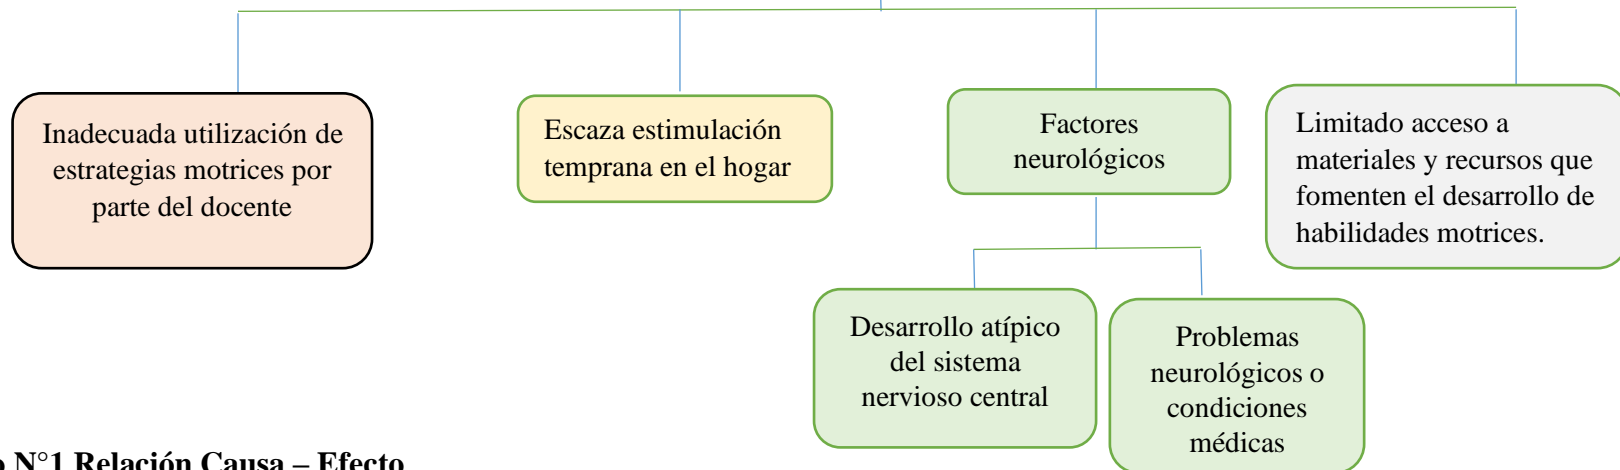 Inadecuada utilización de
estrategias motrices por
parte del docente
Escaza estimulación
temprana en el hogar
Factores
neurológicos
Limitado acceso a
materiales y recursos que
fomenten el desarrollo de
habilidades motrices.
Desarrollo atípico
del sistema
nervioso central
Problemas
neurológicos o
condiciones
médicas
N°1 Relación Causa – Efecto